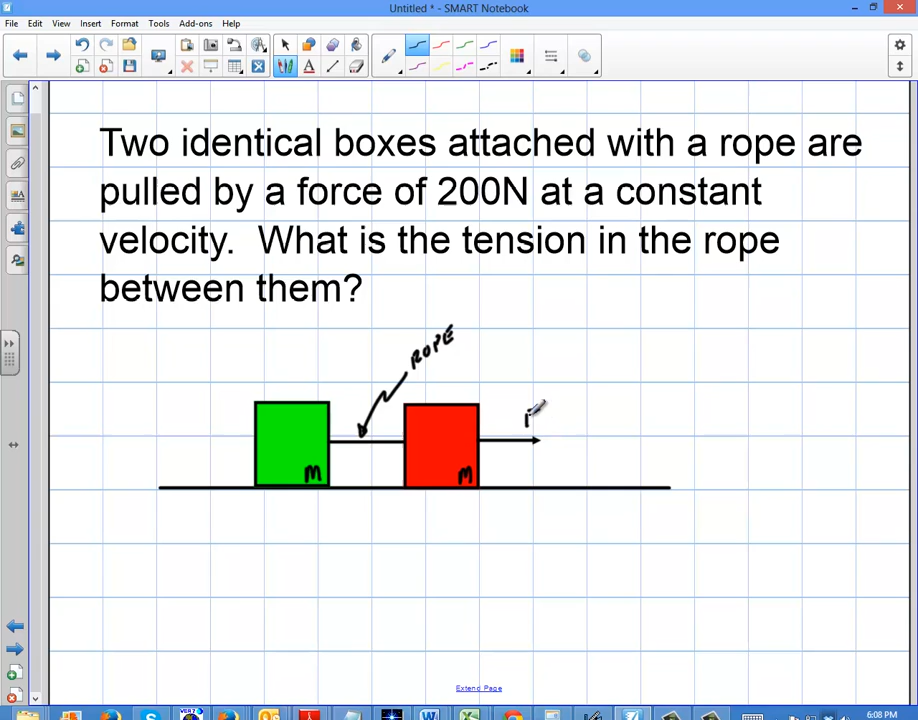 Untitled * - SMART Notebook
File Edit View Insert Format Tools Add-ons Help
Two identical boxes attached with a rope are
pulled by a force of 200N at a constant
velocity. What is the tension in the rope
between them?
ROPE
M M
Extend Page
6:08 PM